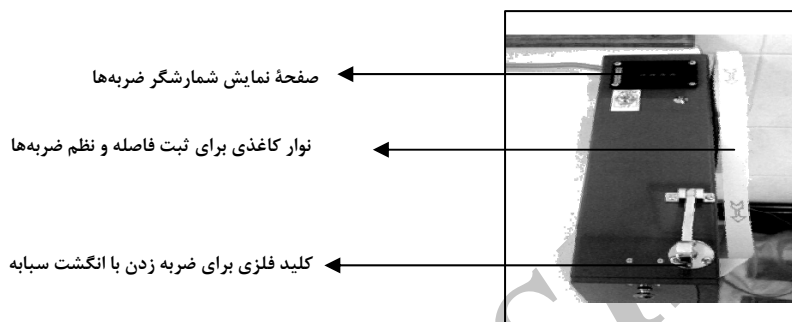 صفحهٔ نمایش شمارشگر ضربه‌ها
نوار کاغذی برای ثبت فاصله و نظم ضربه‌ها
کلید فلزی برای ضربه زدن با انگشت سبابه